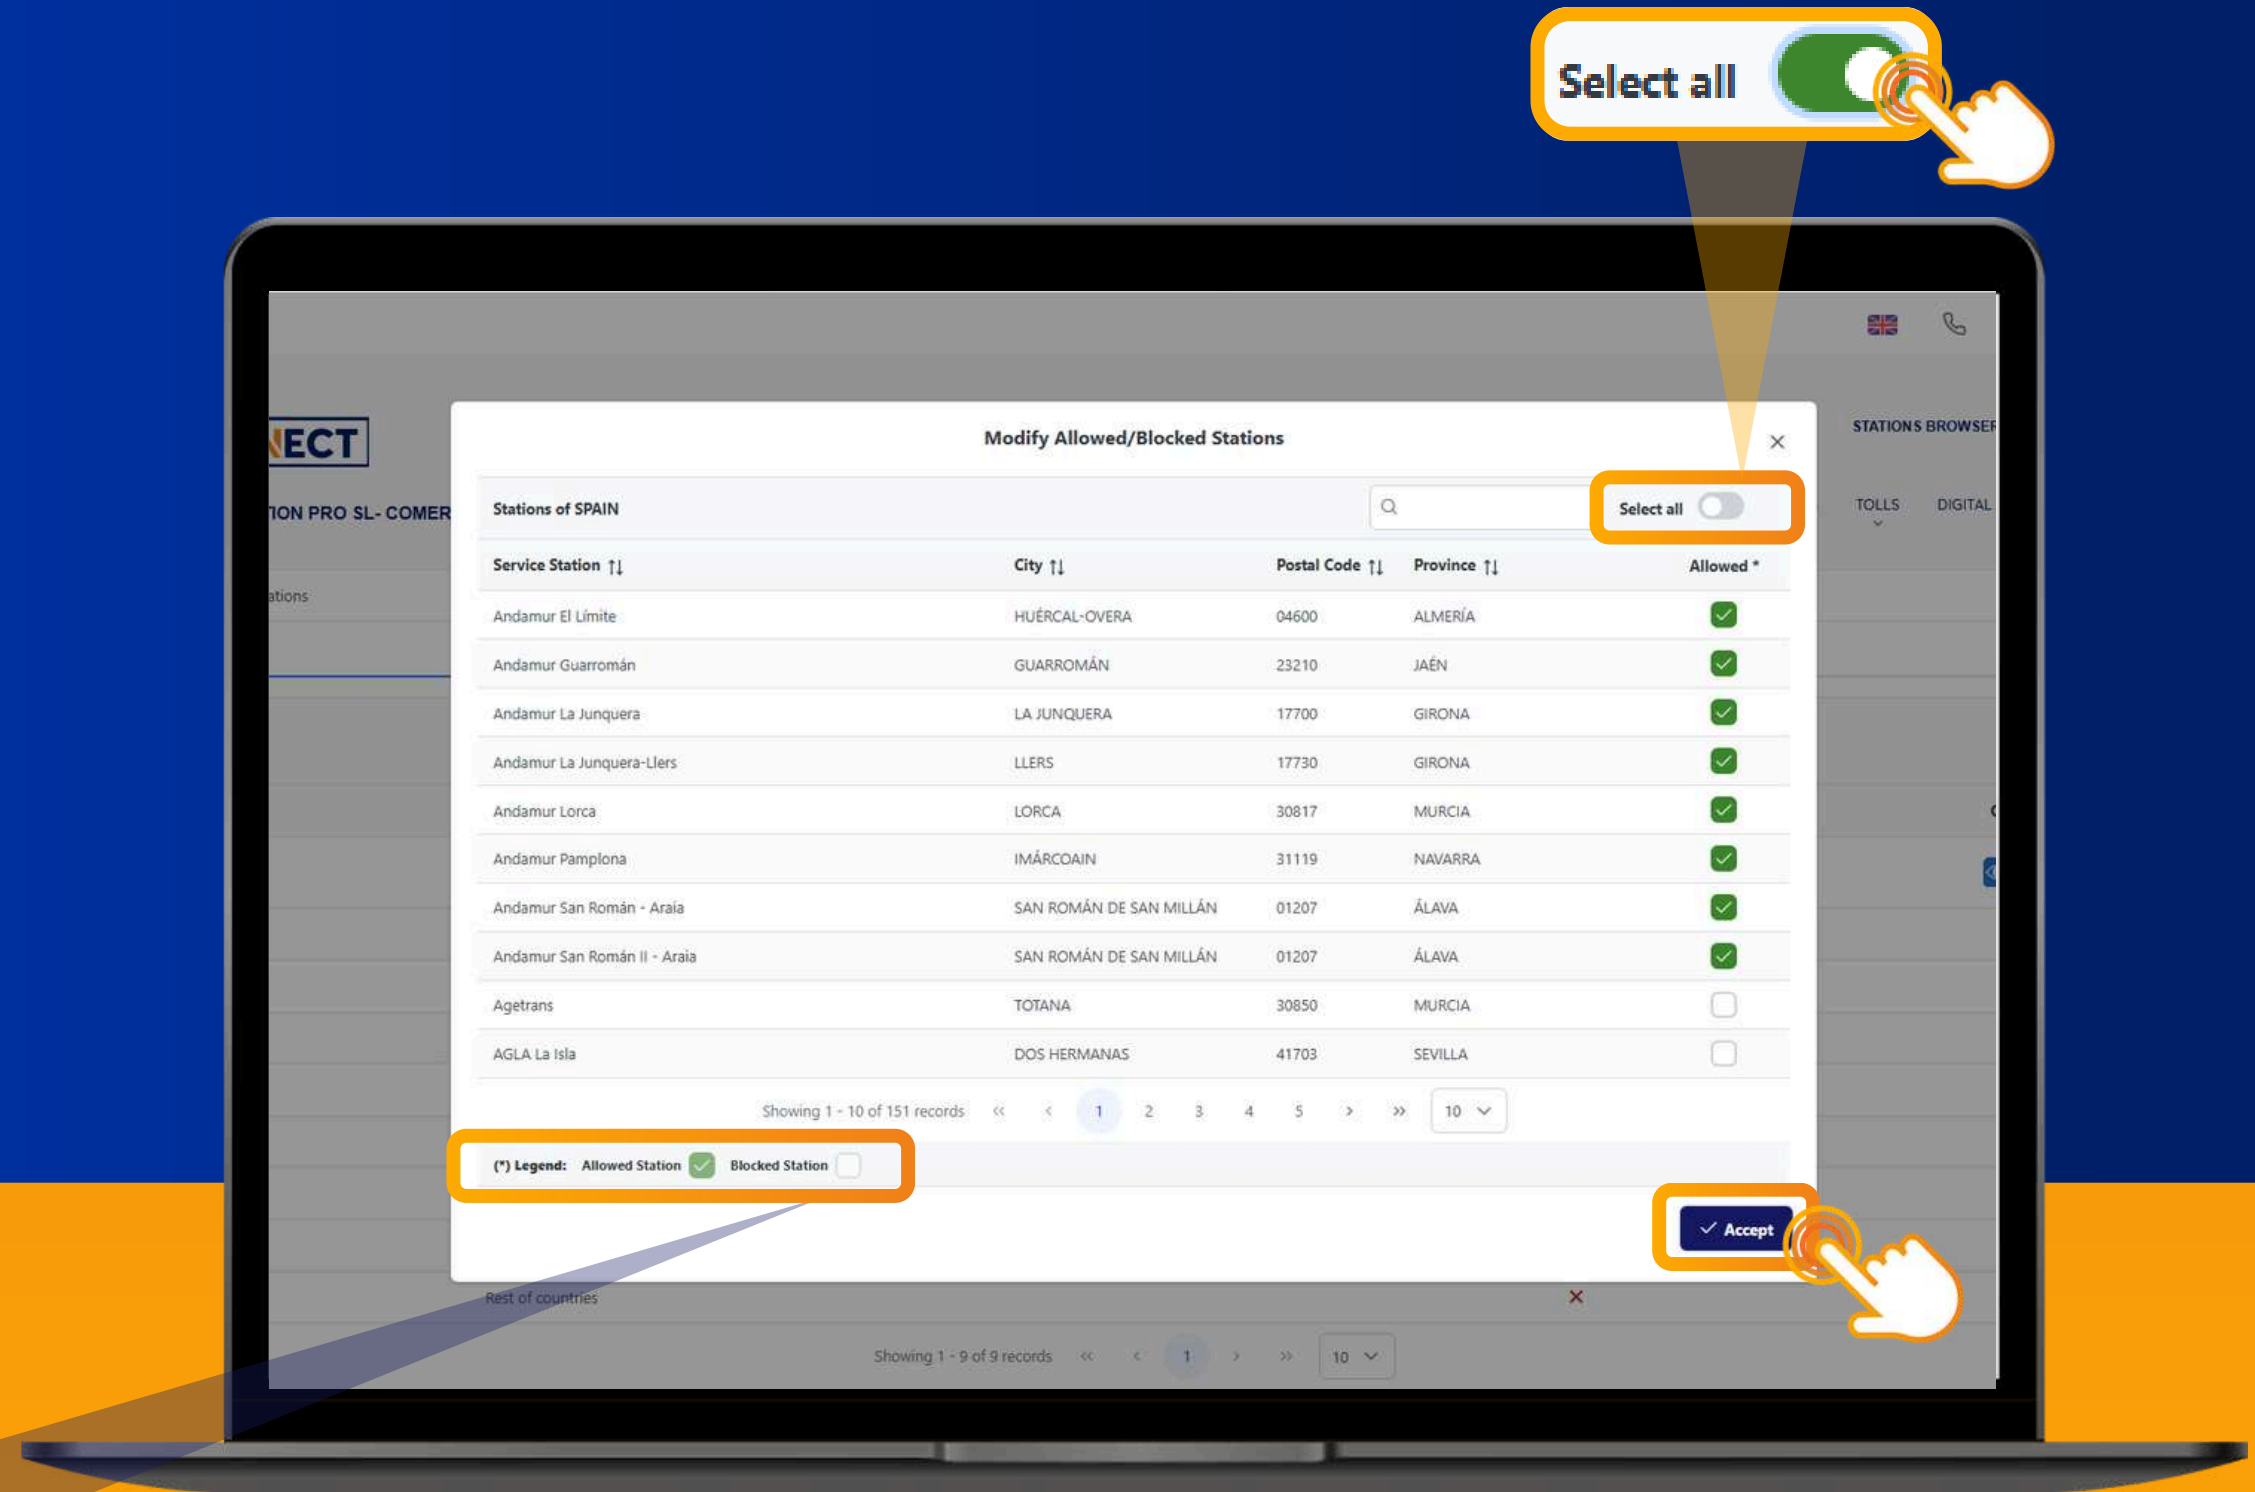 Select all
NECT
STATIONS BROWSER
Modify Allowed/Blocked Stations
TION PRO SL- COMER
TOLLS DIGITAL
Stations of SPAIN
Select all
Service Station City Postal Code Province Allowed *
ations
Andamur El Límite HUÉRCAL-OVERA 04600 ALMERÍA
Andamur Guarromán GUARROMÁN 23210 JAÉN
Andamur La Junquera LA JUNQUERA 17700 GIRONA
Andamur La Junquera-Llers LLERS 17730 GIRONA
Andamur Lorca LORCA 30817 MURCIA
Andamur Pamplona IMÁRCOAIN 31119 NAVARRA
Andamur San Román - Araia SAN ROMÁN DE SAN MILLÁN 01207 ÁLAVA
Andamur San Román II - Araia SAN ROMÁN DE SAN MILLÁN 01207 ÁLAVA
Agetrans TOTANA 30850 MURCIA
AGLA La Isla DOS HERMANAS 41703 SEVILLA
Showing 1 - 10 of 151 records « < 1 2 3 4 5 > » 10
(*) Legend: Allowed Station Blocked Station
Accept
Rest of countries
Showing 1 - 9 of 9 records « < 1 > » 10